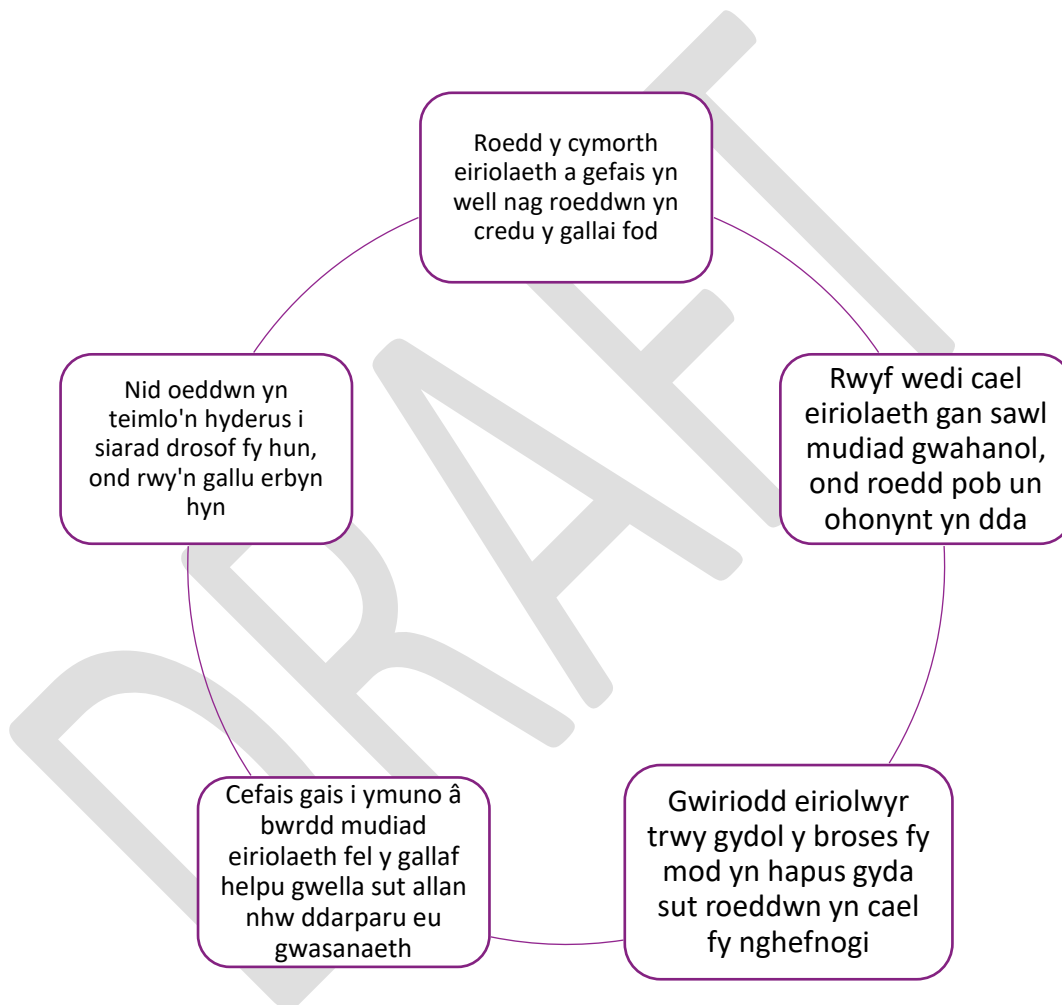 Roedd y cymorth
eiriolaeth a gefais yn
well nag roeddwn yn
credu y gallai fod
Rwyf wedi cael
eiriolaeth gan sawl
mudiad gwahanol,
ond roedd pob un
ohonynt yn dda
Gwiriodd eiriolwyr
trwy gydol y broses fy
mod yn hapus gyda
sut roeddwn yn cael
fy nghefnogi
Cefais gais i ymuno â
bwrdd mudiad
eiriolaeth fel y gallaf
helpu gwella sut allan
nhw ddarparu eu
gwasanaeth
Nid oeddwn yn
teimlo'n hyderus i
siarad drosof fy hun,
ond rwy'n gallu erbyn
hyn
DRAFT